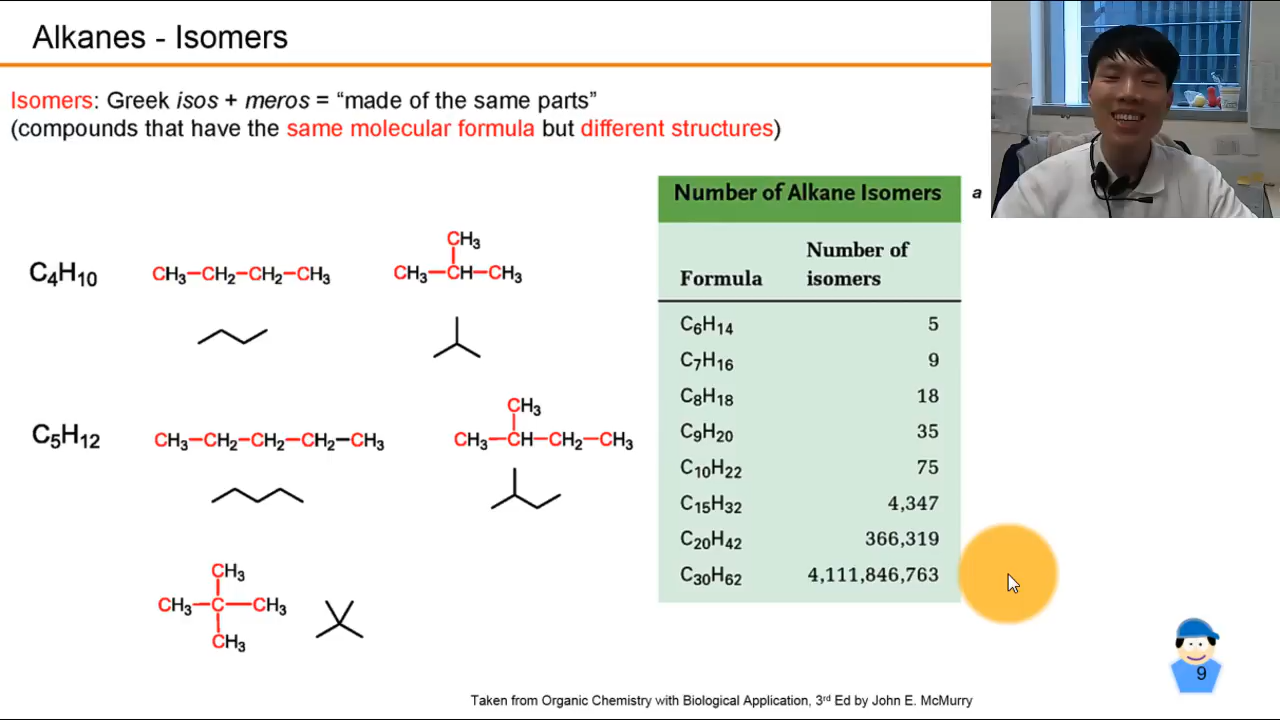 Alkanes - Isomers
Isomers: Greek isos + meros = “made of the same parts”
(compounds that have the same molecular formula but different structures)
C₄H₁₀
CH₃–CH₂–CH₂–CH₃
CH₃
CH₃–CH–CH₃
C₅H₁₂
CH₃–CH₂–CH₂–CH₂–CH₃
CH₃
CH₃–CH–CH₂–CH₃
CH₃
CH₃–C–CH₃
CH₃
Number of Alkane Isomers
a
Formula Number of isomers
C₆H₁₄ 5
C₇H₁₆ 9
C₈H₁₈ 18
C₉H₂₀ 35
C₁₀H₂₂ 75
C₁₅H₃₂ 4,347
C₂₀H₄₂ 366,319
C₃₀H₆₂ 4,111,846,763
9
Taken from Organic Chemistry with Biological Application, 3rd Ed by John E. McMurry